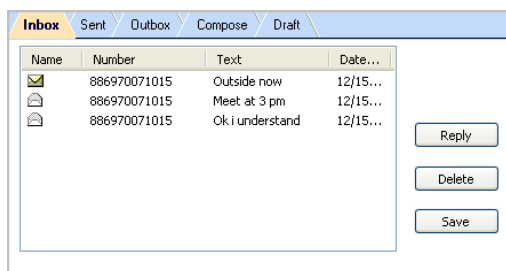 Inbox Sent Outbox Compose Draft
Name Number Text Date...
886970071015 Outside now 12/15...
886970071015 Meet at 3 pm 12/15...
886970071015 Ok i understand 12/15...
Reply
Delete
Save